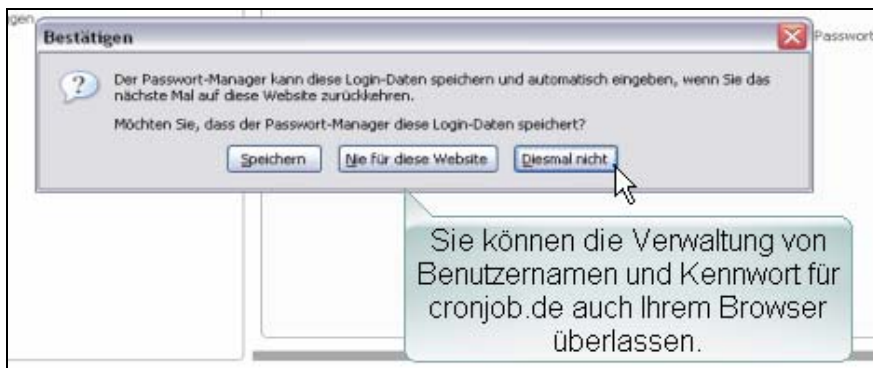 gen
Bestätigen
Passwort
?
Der Passwort-Manager kann diese Login-Daten speichern und automatisch eingeben, wenn Sie das
nächste Mal auf diese Website zurückkehren.
Möchten Sie, dass der Passwort-Manager diese Login-Daten speichert?
Speichern
Nie für diese Website
Diesmal nicht
Sie können die Verwaltung von
Benutzernamen und Kennwort für
cronjob.de auch Ihrem Browser
überlassen.